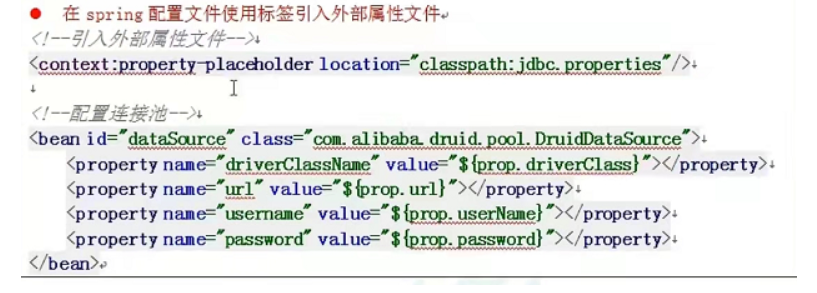 ● 在 spring 配置文件使用标签引入外部属性文件
<!--引入外部属性文件-->
<context:property-placeholder location="classpath:jdbc.properties"/>
<!--配置连接池-->
<bean id="dataSource" class="com.alibaba.druid.pool.DruidDataSource">
<property name="driverClassName" value="${prop.driverClass}"></property>
<property name="url" value="${prop.url}"></property>
<property name="username" value="${prop.userName}"></property>
<property name="password" value="${prop.password}"></property>
</bean>